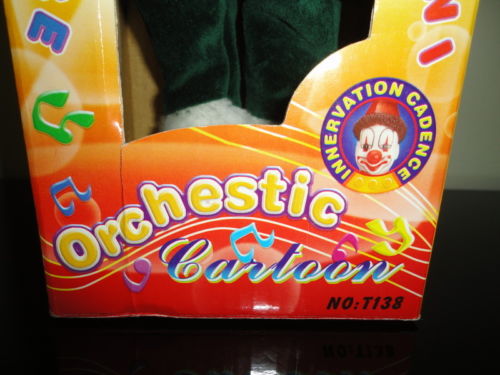 INNERVATION CADENCE
Orchestic
Cartoon
NO:T138